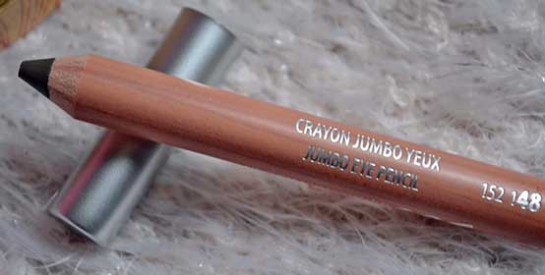 CRAYON JUMBO YEUX
JUMBO EYE PENCIL
152 148